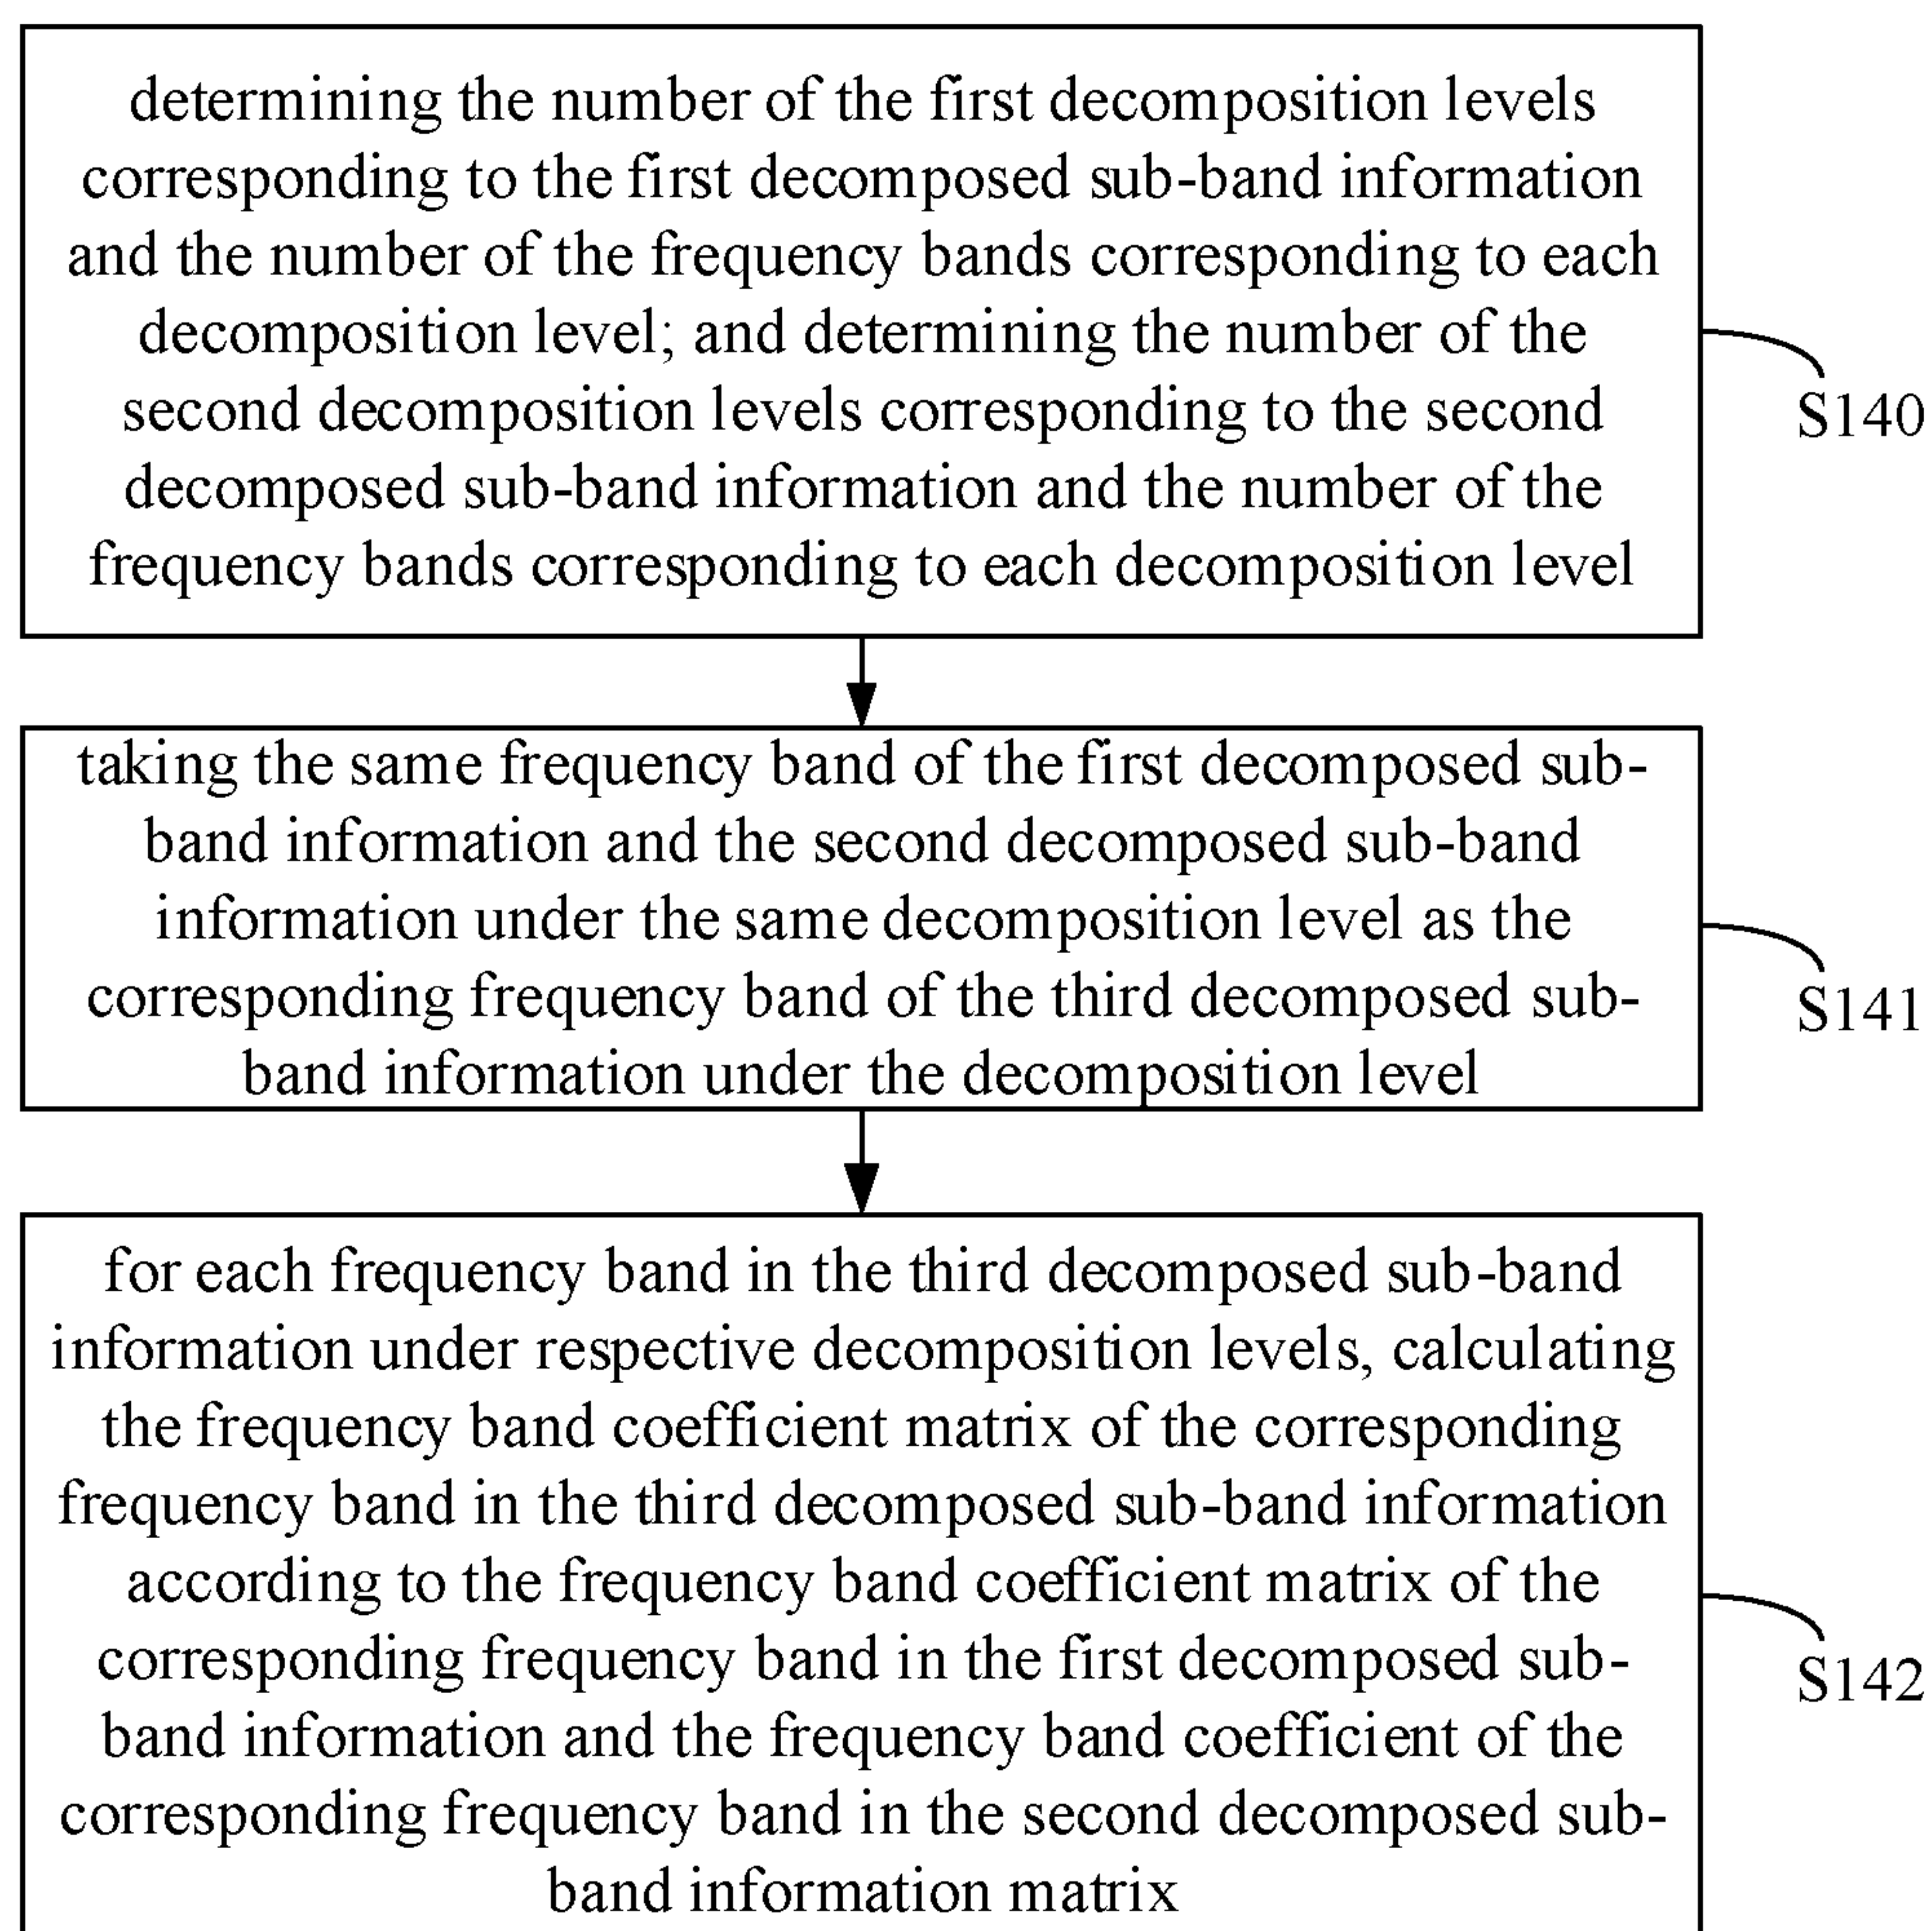 determining the number of the first decomposition levels
corresponding to the first decomposed sub-band information
and the number of the frequency bands corresponding to each
decomposition level; and determining the number of the
second decomposition levels corresponding to the second
decomposed sub-band information and the number of the
frequency bands corresponding to each decomposition level
S140
taking the same frequency band of the first decomposed sub-
band information and the second decomposed sub-band
information under the same decomposition level as the
corresponding frequency band of the third decomposed sub-
band information under the decomposition level
S141
for each frequency band in the third decomposed sub-band
information under respective decomposition levels, calculating
the frequency band coefficient matrix of the corresponding
frequency band in the third decomposed sub-band information
according to the frequency band coefficient matrix of the
corresponding frequency band in the first decomposed sub-
band information and the frequency band coefficient of the
corresponding frequency band in the second decomposed sub-
band information matrix
S142